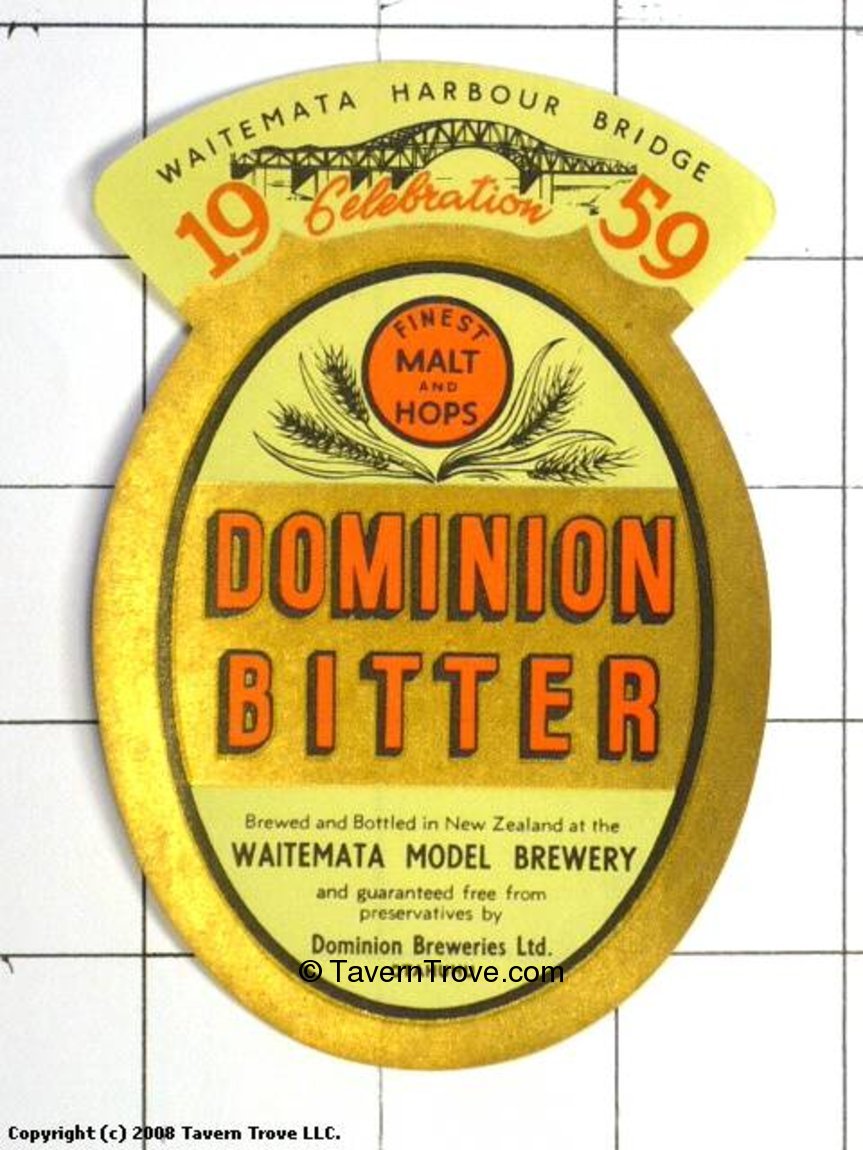 WAITEMATA HARBOUR BRIDGE
19 Celebration 59
FINEST
MALT
AND
HOPS
DOMINION
BITTER
Brewed and Bottled in New Zealand at the
WAITEMATA MODEL BREWERY
and guaranteed free from
preservatives by
Dominion Breweries Ltd.
© TavernTrove.com
Copyright (c) 2008 Tavern Trove LLC.